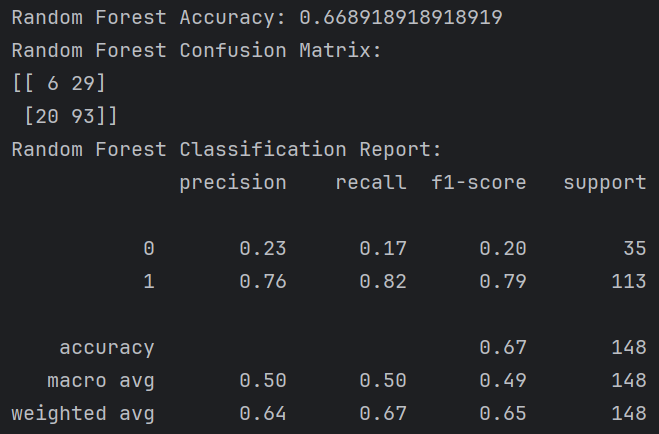 Random Forest Accuracy: 0.668918918918919
Random Forest Confusion Matrix:
[[ 6 29]
 [20 93]]
Random Forest Classification Report:
              precision    recall  f1-score   support

           0       0.23      0.17      0.20        35
           1       0.76      0.82      0.79       113

    accuracy                           0.67       148
   macro avg       0.50      0.50      0.49       148
weighted avg       0.64      0.67      0.65       148